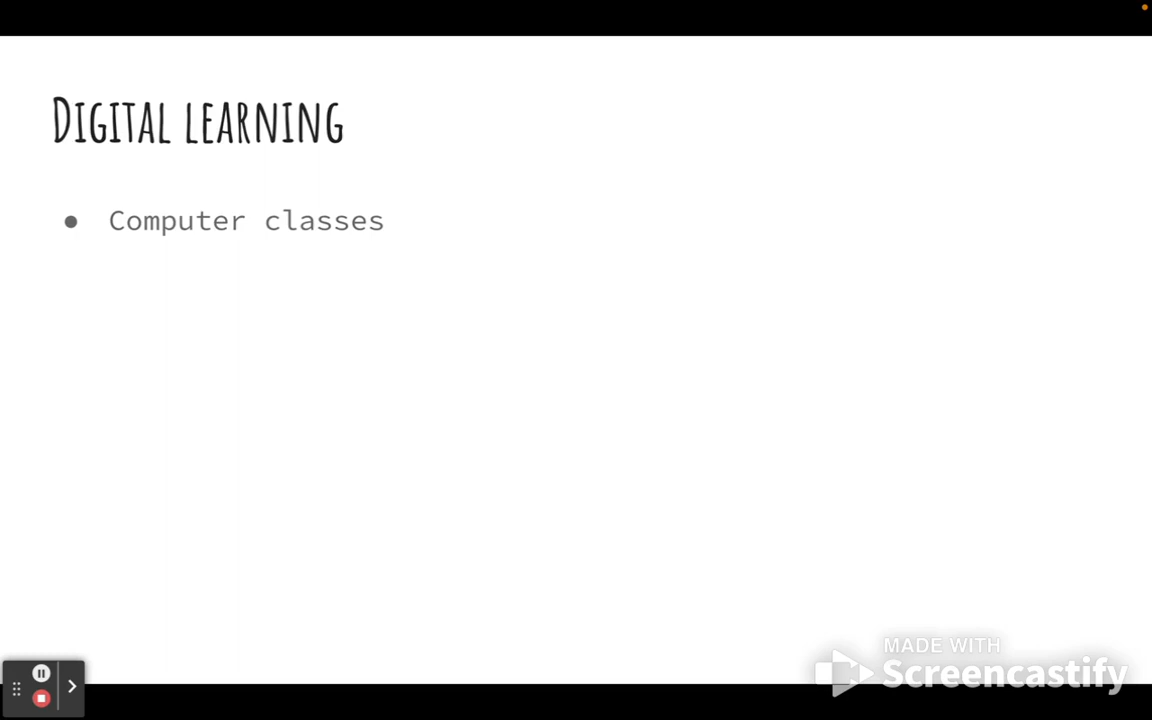 Digital learning
● Computer classes
MADE WITH
Screencastify